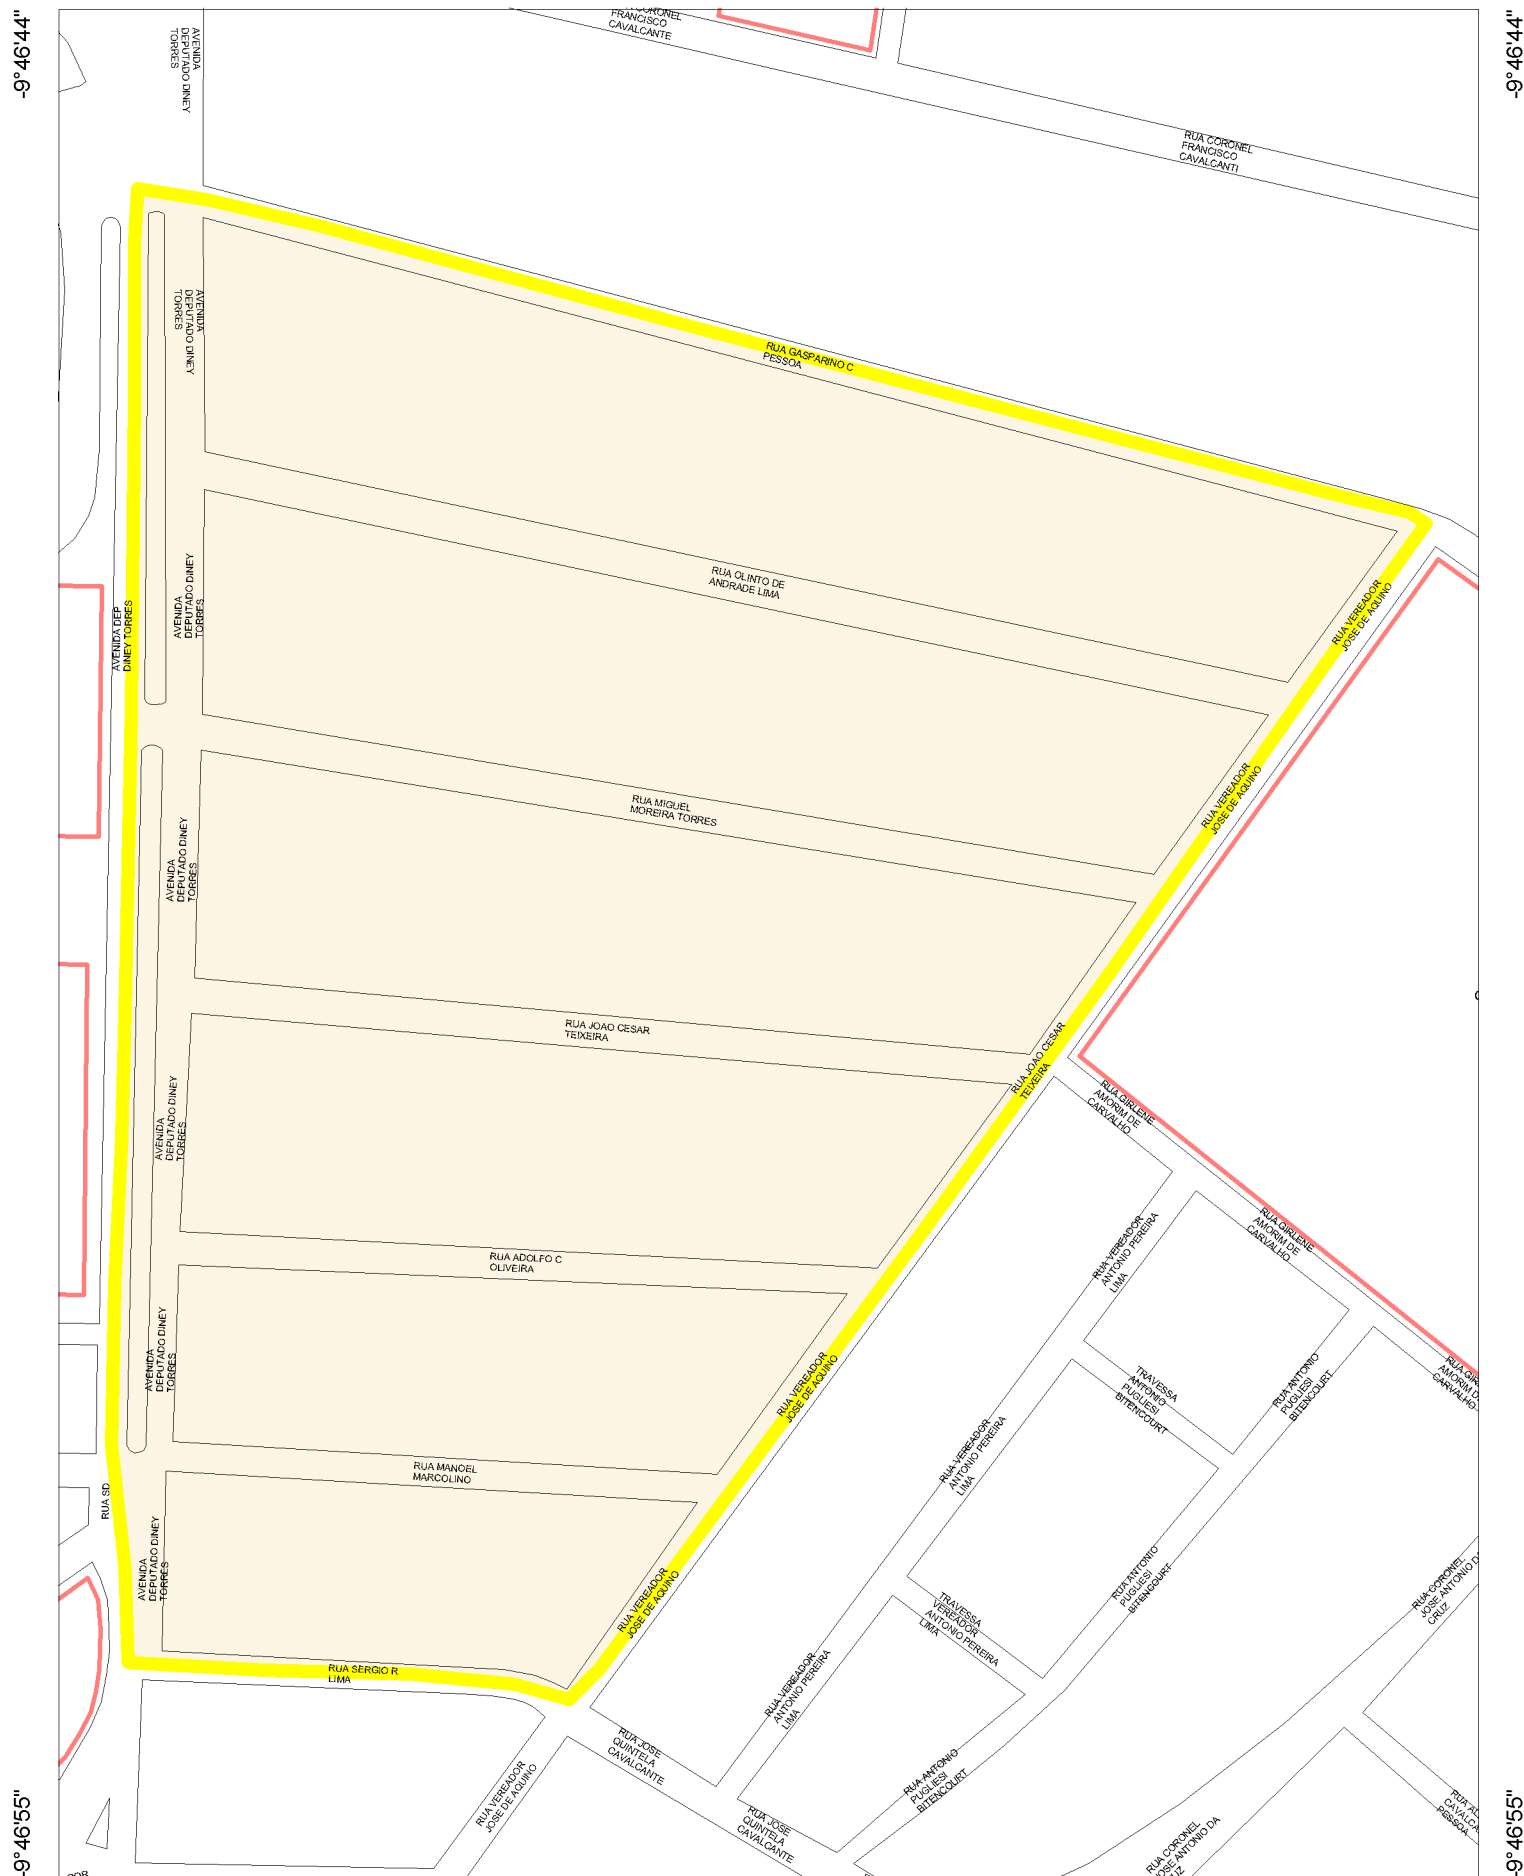 -9°46'44"
-9°46'44"
CORONEL
FRANCISCO
CAVALCANTE
AVENIDA
DEPUTADO DINEY
TORRES
RUA CORONEL
FRANCISCO
CAVALCANTI
AVENIDA
DEPUTADO DINEY
TORRES
RUA GASPARINO C
PESSOA
RUA OLINTO DE
ANDRADE LIMA
AVENIDA
DEPUTADO DINEY
TORRES
AVENIDA DEP
DINEY TORRES
RUA VEREADOR
JOSE DE AQUINO
RUA VEREADOR
JOSE DE AQUINO
RUA MIGUEL
MOREIRA TORRES
AVENIDA
DEPUTADO DINEY
TORRES
RUA JOAO CESAR
TEIXEIRA
RUA JOAO CESAR
TEIXEIRA
AVENIDA
DEPUTADO DINEY
TORRES
RUA GIRLENE
AMORIM DE
CARVALHO
RUA VEREADOR
ANTONIO PEREIRA
LIMA
RUA GIRLENE
AMORIM DE
CARVALHO
RUA ADOLFO C
OLIVEIRA
AVENIDA
DEPUTADO DINEY
TORRES
RUA VEREADOR
JOSE DE AQUINO
TRAVESSA
ANTONIO
PUGLIESI
BITENCOURT
RUA ANTONIO
PUGLIESI
BITENCOURT
AMORIM
CARVALHO
RUA VEREADOR
ANTONIO PEREIRA
LIMA
RUA MANOEL
MARCOLINO
RUA SD
AVENIDA
DEPUTADO DINEY
TORRES
RUA VEREADOR
JOSE DE AQUINO
RUA ANTONIO
PUGLIESI
BITENCOURT
RUA CORONEL
JOSE ANTONIO
CRUZ
TRAVESSA
VEREADOR
ANTONIO PEREIRA
LIMA
RUA SERGIO R
LIMA
RUA VEREADOR
ANTONIO PEREIRA
LIMA
RUA JOSE
QUINTELA
CAVALCANTE
RUA VEREADOR
JOSE DE AQUINO
RUA ANTONIO
PUGLIESI
BITENCOURT
RUA JOSE
QUINTELA
CAVALCANTE
RUA
PESSOA
RUA CORONEL
JOSE ANTONIO DA
-9°46'55"
-9°46'55"